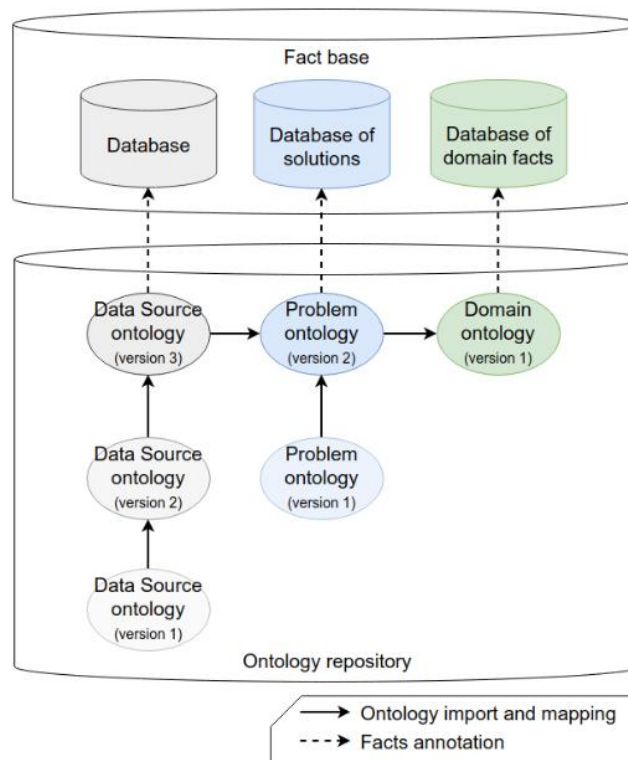 Fact base
Database
Database of
solutions
Database of
domain facts
Data Source
ontology
(version 3)
Problem
ontology
(version 2)
Domain
ontology
(version 1)
Data Source
ontology
(version 2)
Problem
ontology
(version 1)
Data Source
ontology
(version 1)
Ontology repository
Ontology import and mapping
Facts annotation